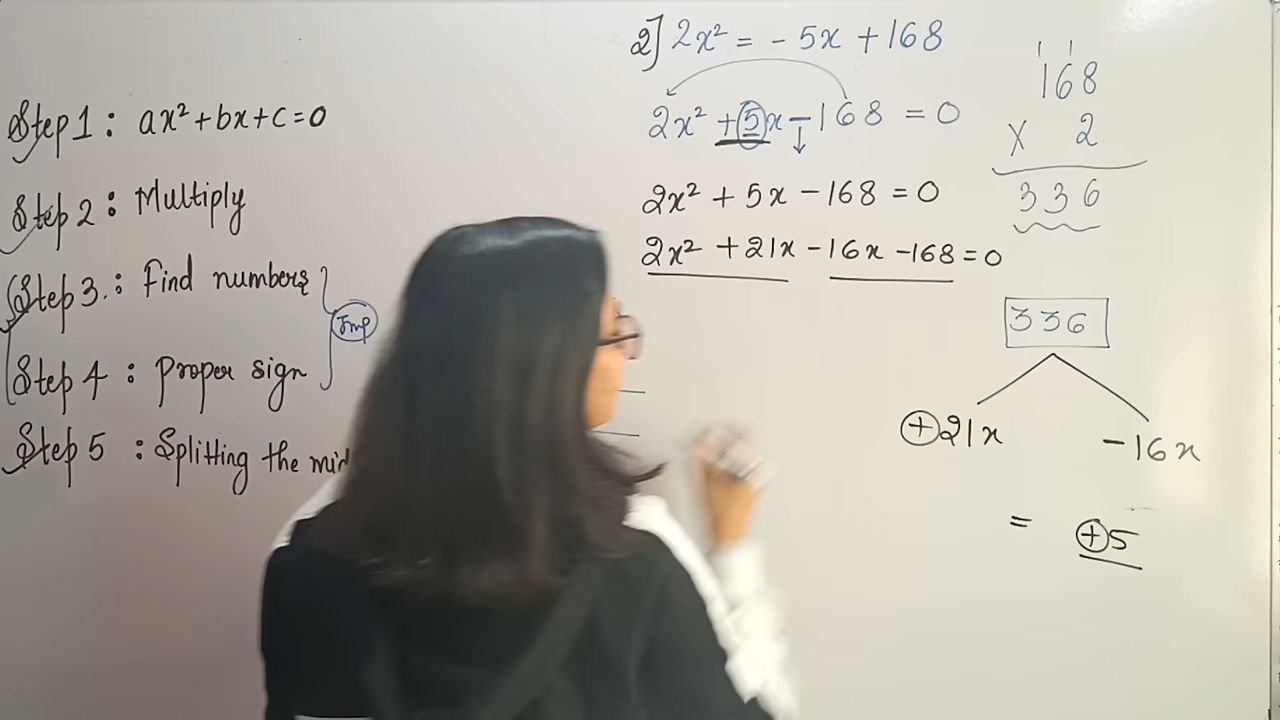 Step 1 : ax² + bx + c = 0
Step 2 : Multiply
Step 3. : Find numbers
Imp
Step 4 : Proper sign
Step 5 : Splitting the mid
2] 2x² = - 5x + 168
2x² + 5x - 168 = 0
2x² + 5x - 168 = 0
2x² + 21x - 16x - 168 = 0
1 1
168
x 2
336
336
+21x - 16x
= +5